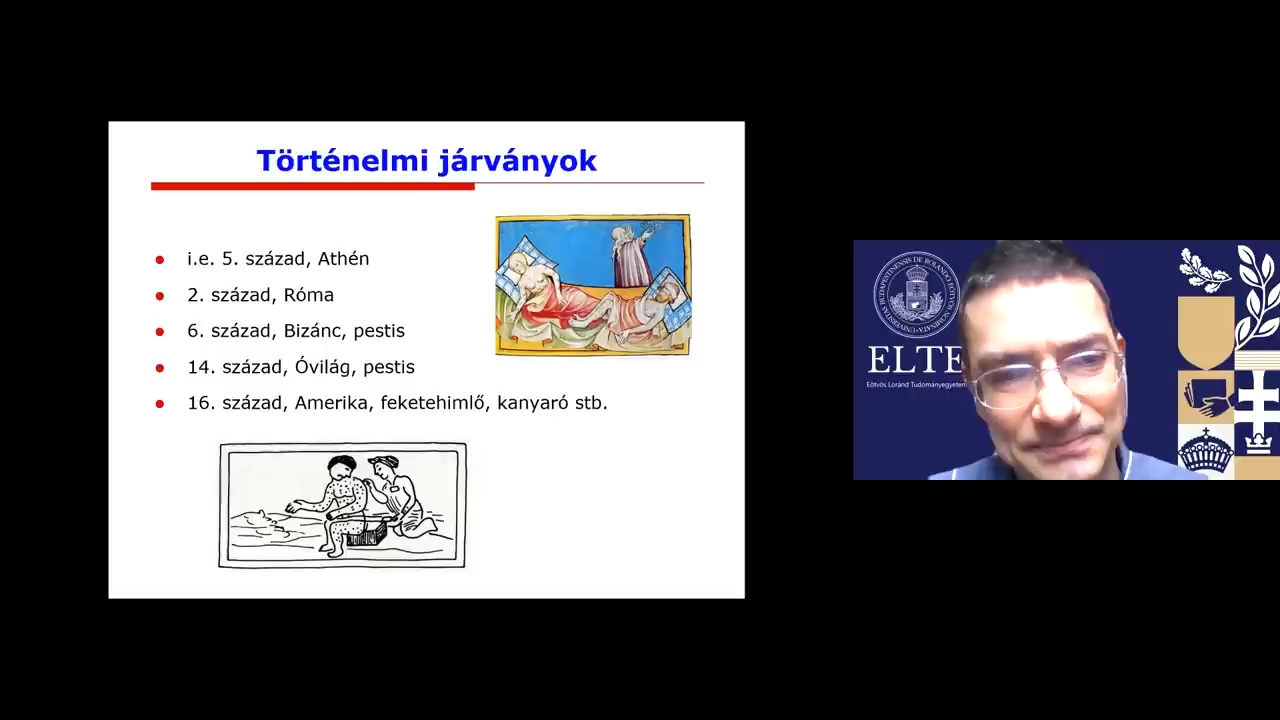 Történelmi járványok
i.e. 5. század, Athén
2. század, Róma
6. század, Bizánc, pestis
14. század, Óvilág, pestis
16. század, Amerika, feketehimlő, kanyaró stb.
ELTE
Eötvös Loránd Tudományegyetem